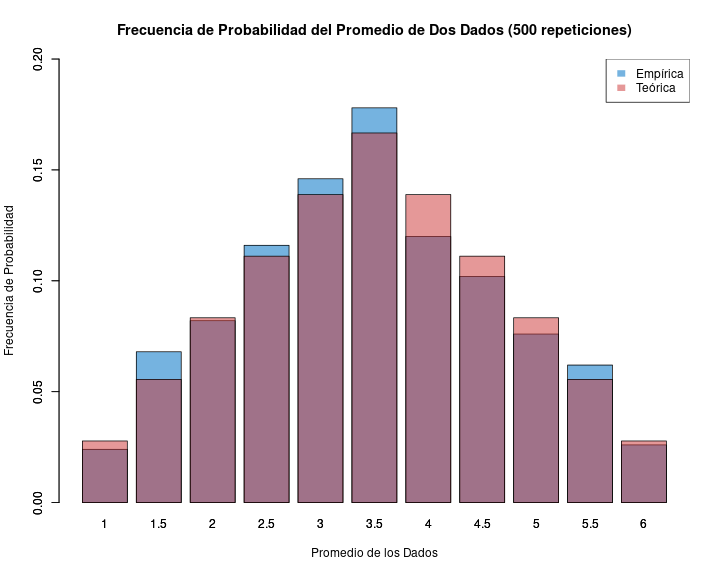 Frecuencia de Probabilidad del Promedio de Dos Dados (500 repeticiones)
Empírica
Teórica
Frecuencia de Probabilidad
0.20
0.15
0.10
0.05
0.00
1 1.5 2 2.5 3 3.5 4 4.5 5 5.5 6
Promedio de los Dados